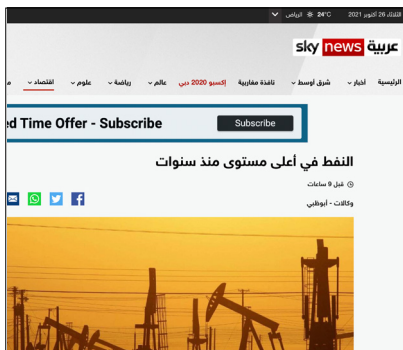 الثلاثاء 26 أكتوبر 2021 24°C الرياض
sky news عربية
الرئيسية أخبار شرق أوسط نافذة مغاربية إكسبو 2020 دبي عالم رياضة علوم اقتصاد
ed Time Offer - Subscribe Subscribe
النفط في أعلى مستوى منذ سنوات
قبل 9 ساعات
وكالات - أبوظبي